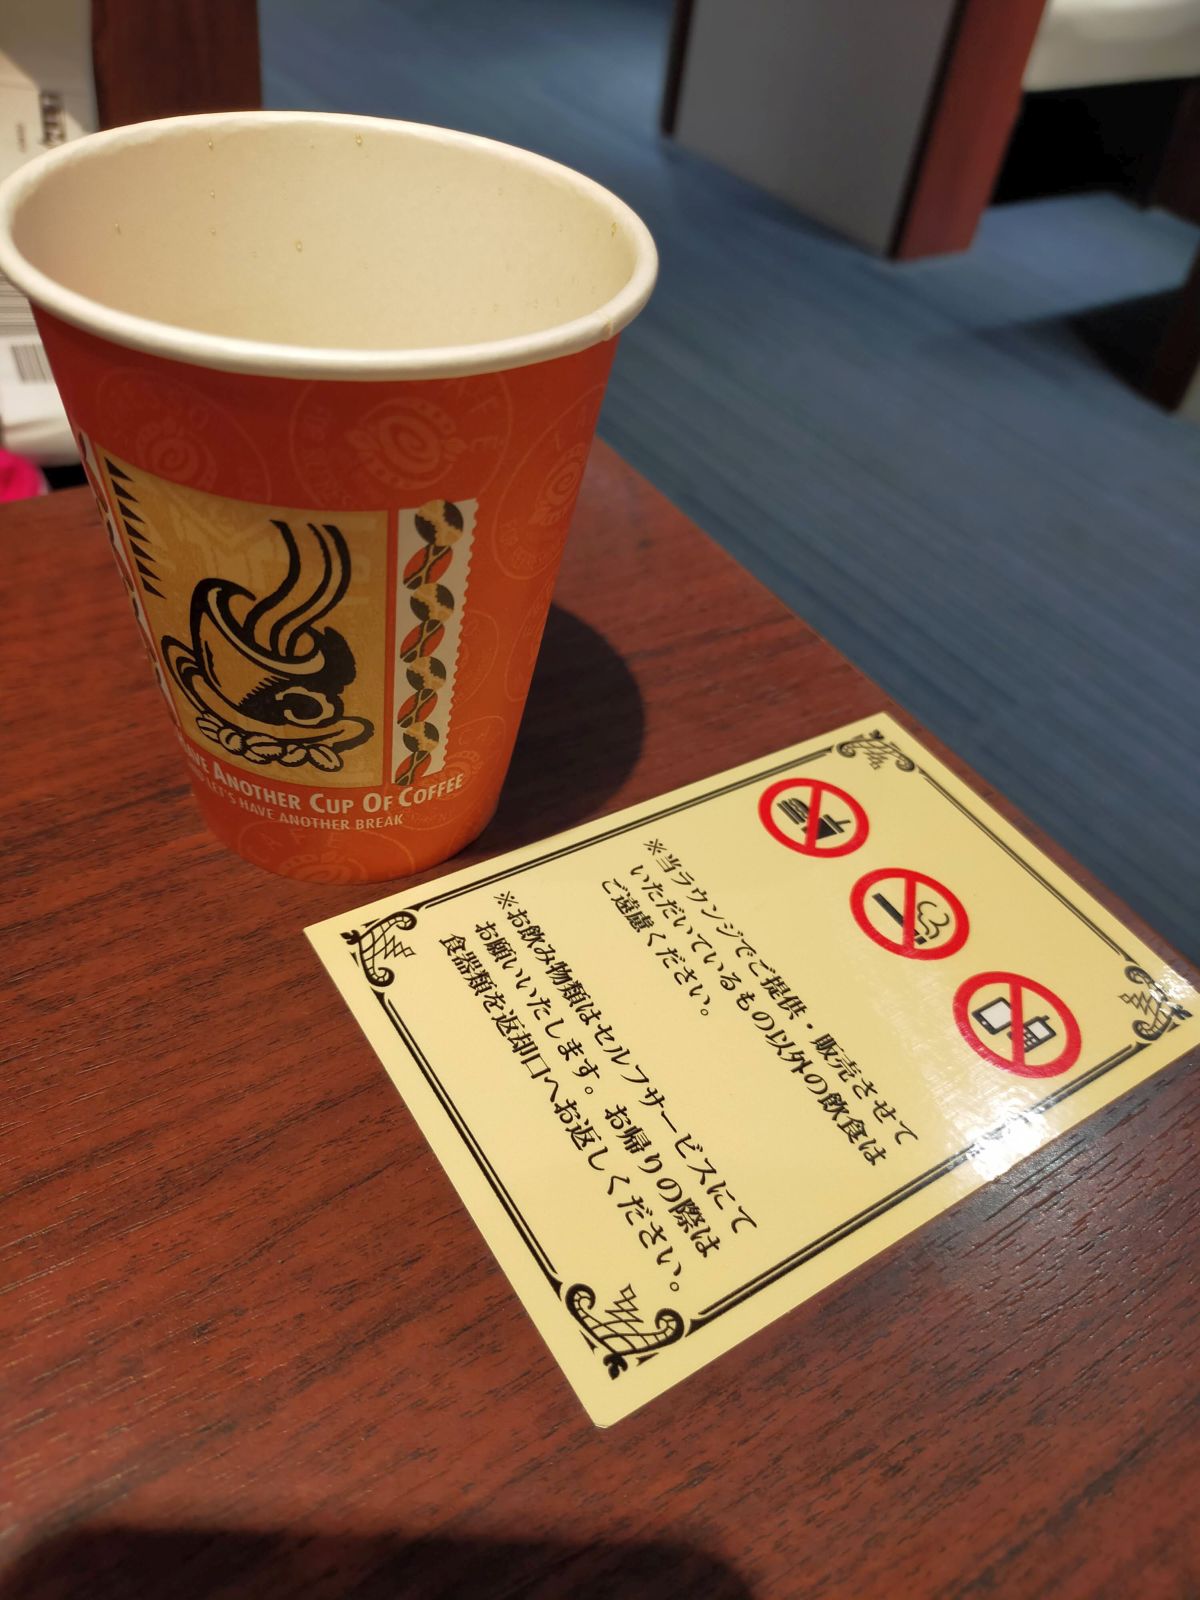 HAVE ANOTHER CUP OF COFFEE
LET'S HAVE ANOTHER BREAK
※当ラウンジでご提供・販売させて
いただいているもの以外の飲食は
ご遠慮ください。
※お飲み物類はセルフサービスにて
お願いいたします。お帰りの際は
食器類を返却口へお返しください。